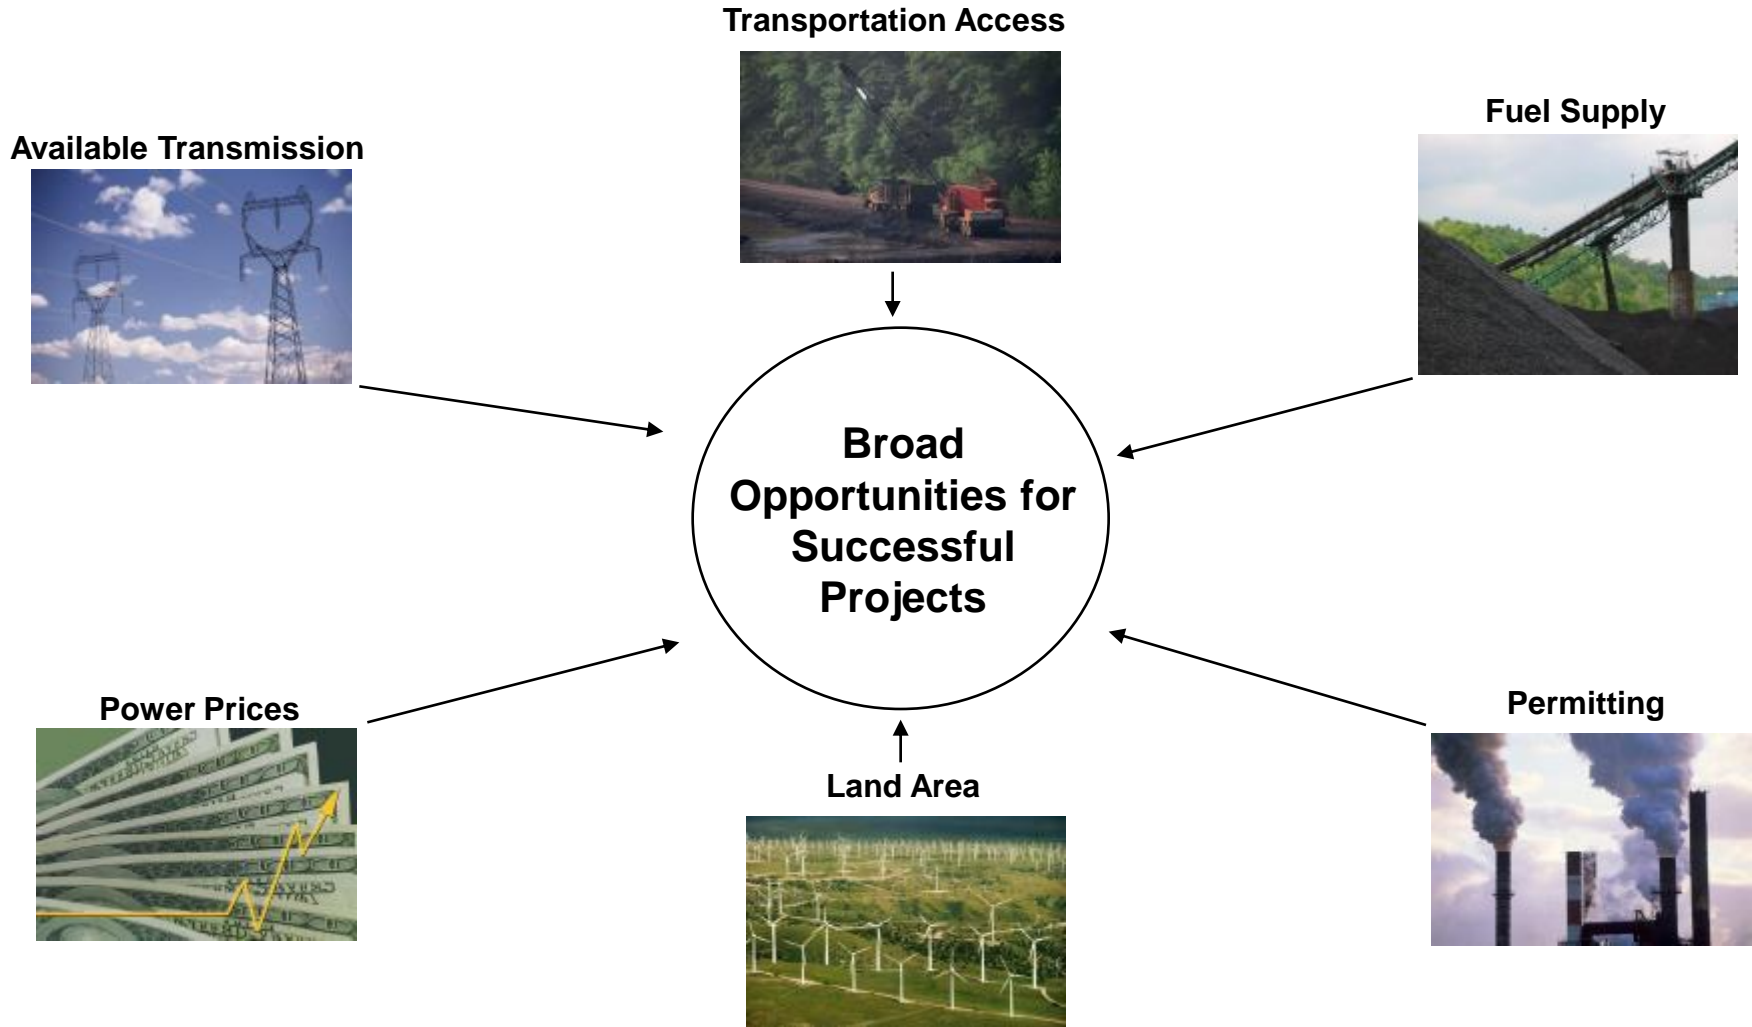 Transportation Access
Fuel Supply
Available Transmission
Broad
Opportunities for
Successful
Projects
Power Prices
Permitting
Land Area